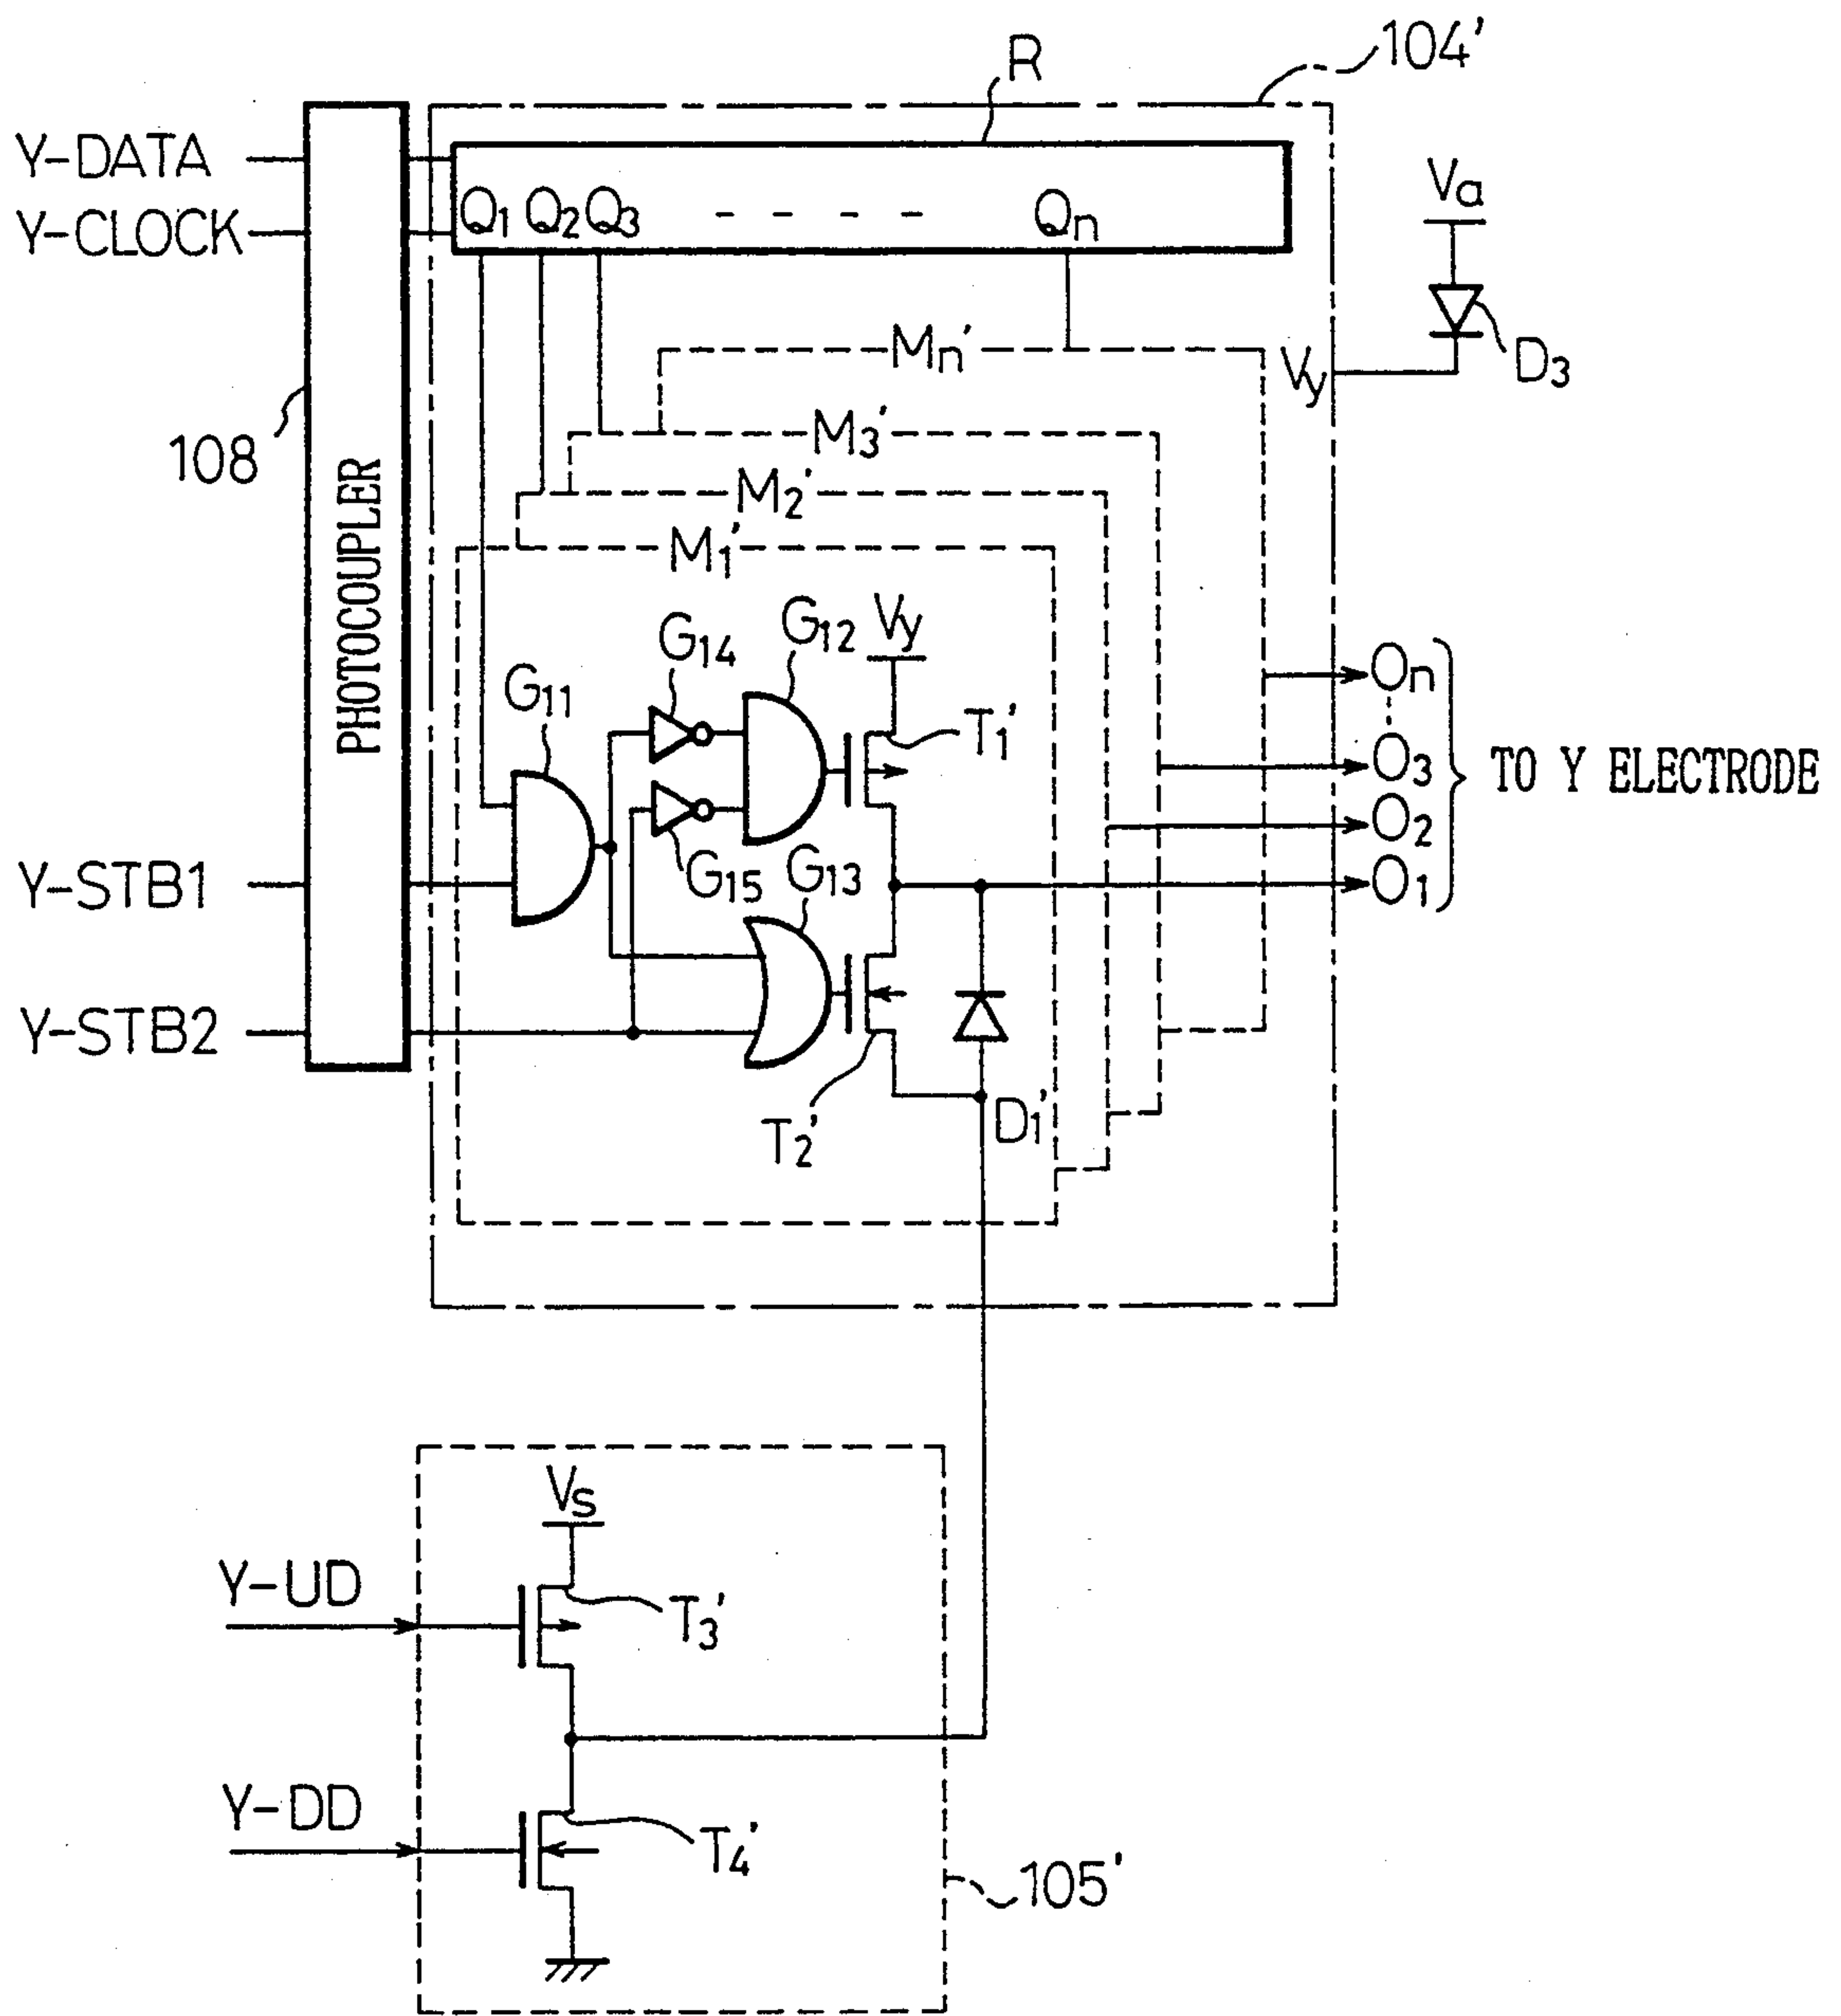 104'
R
Y-DATA
Y-CLOCK
Q1 Q2 Q3 - - - - Qn
Va
D3
Vy
Mn'
M3'
M2'
M1'
108
PHOTOCOUPLER
G14
G12
Vy
G11
T1'
On
O3
O2
O1
TO Y ELECTRODE
G15
G13
Y-STB1
Y-STB2
T2'
D1'
Vs
Y-UD
T3'
Y-DD
T4'
105'